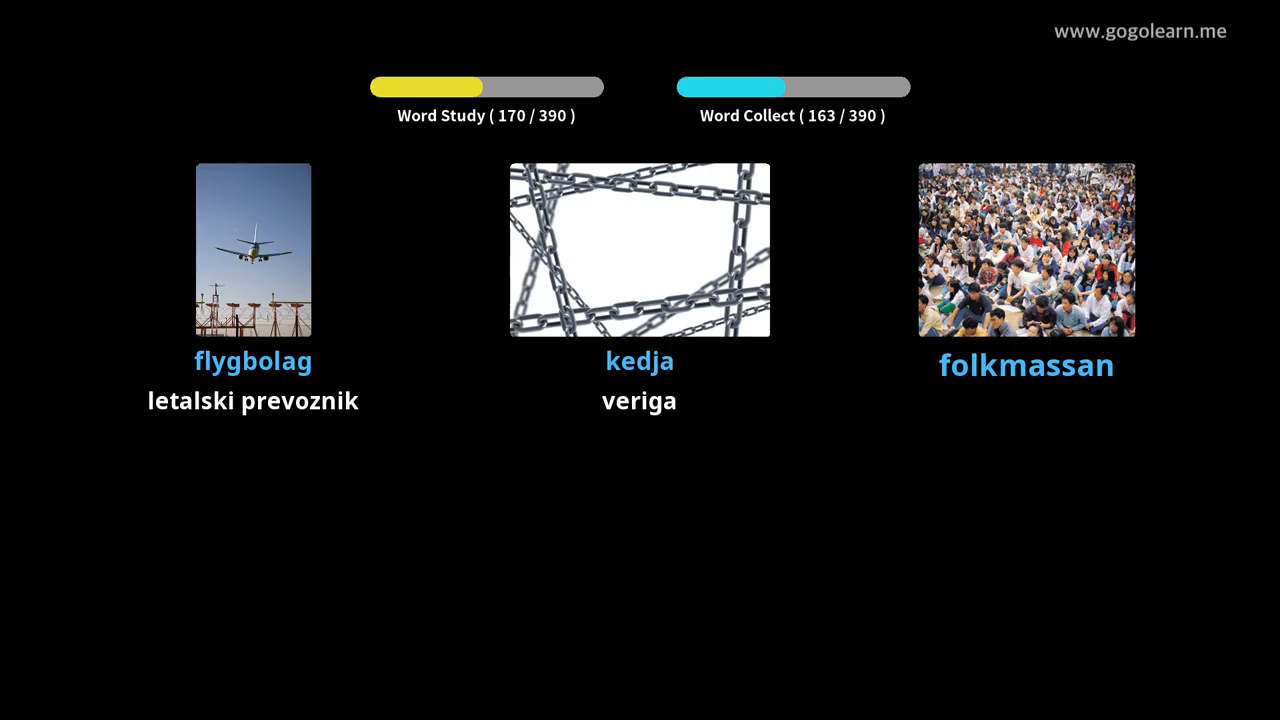 www.gogolearn.me
Word Study ( 170 / 390 )
Word Collect ( 163 / 390 )
flygbolag
kedja
folkmassan
letalski prevoznik
veriga